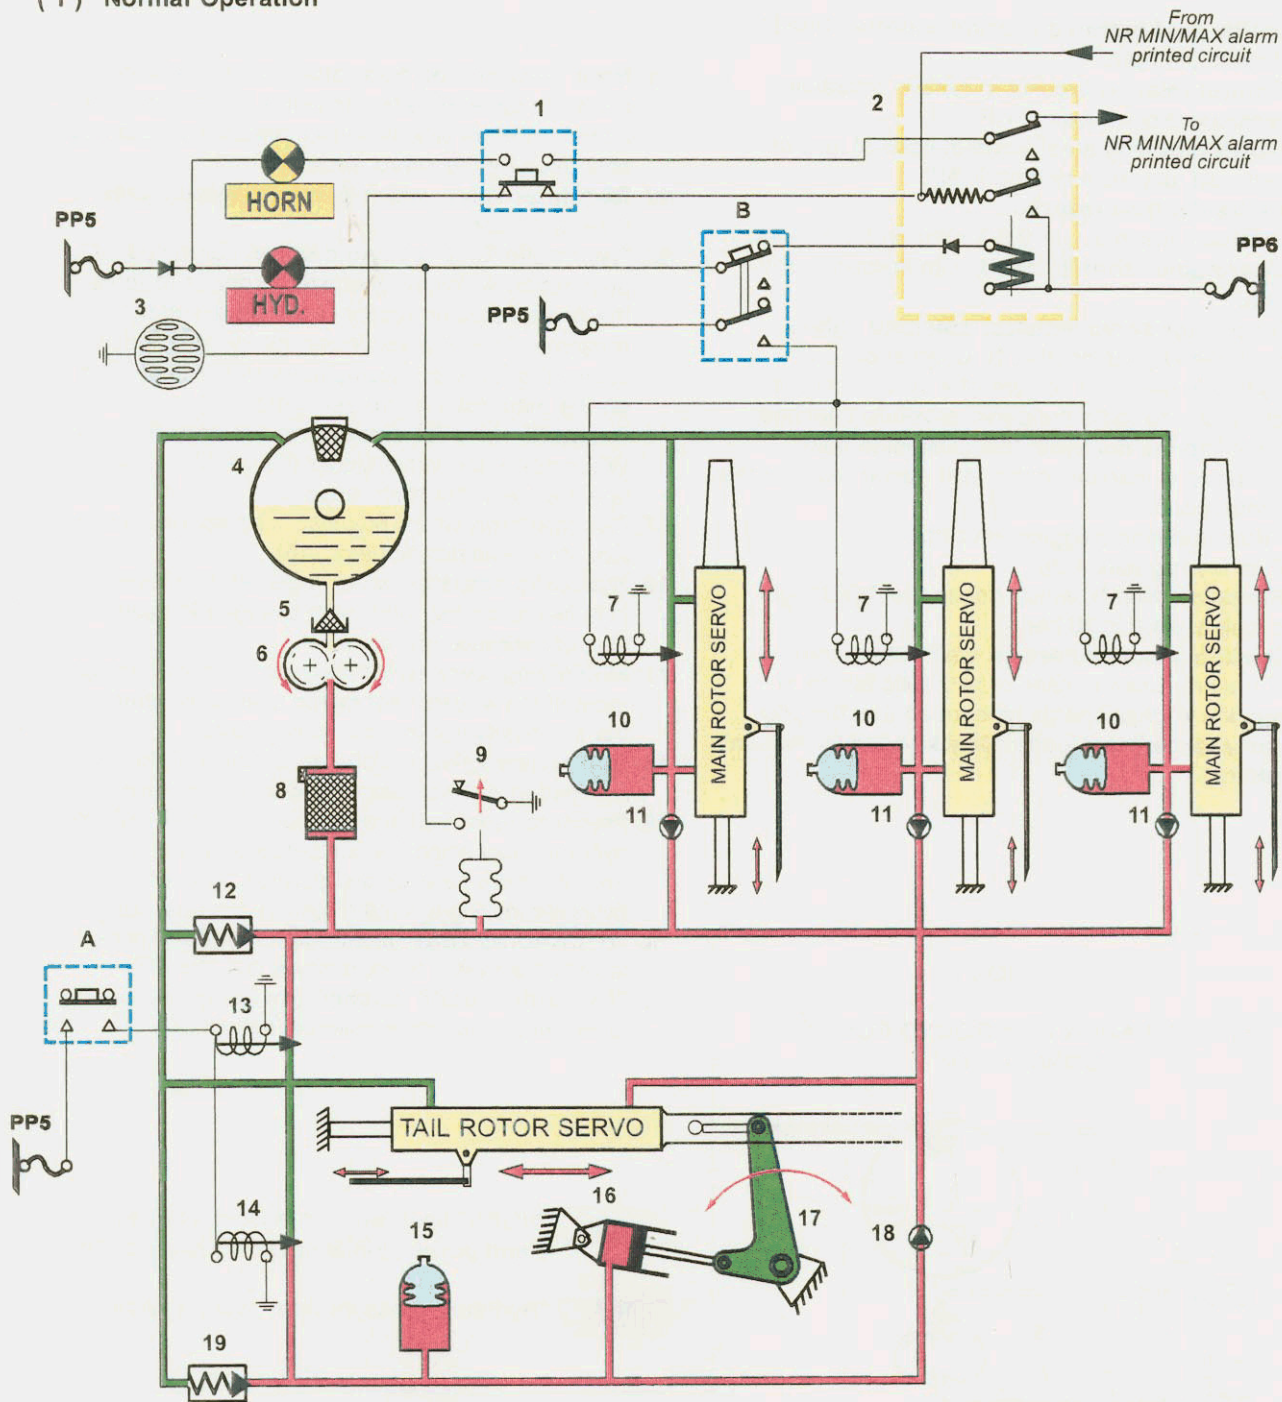 ( 1 ) Normal Operation
From
NR MIN/MAX alarm
printed circuit
2
1
To
NR MIN/MAX alarm
printed circuit
HORN
B
PP5
PP6
HYD.
3
PP5
4
5
7
7
7
6
MAIN ROTOR SERVO
MAIN ROTOR SERVO
MAIN ROTOR SERVO
10
10
10
9
8
11
11
11
12
A
13
PP5
TAIL ROTOR SERVO
16
14
15
17
18
19